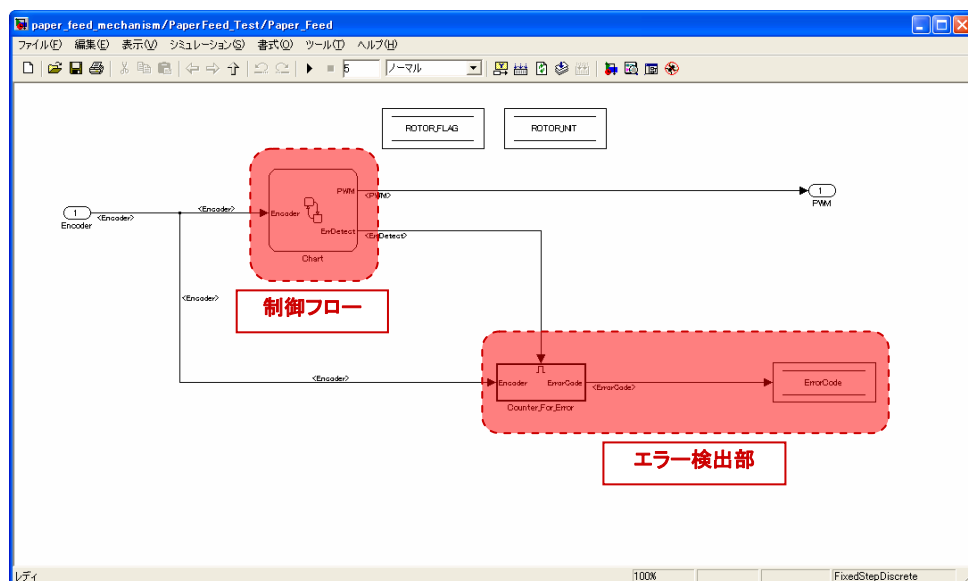 paper_feed_mechanism/PaperFeed_Test/Paper_Feed
ファイル(F) 編集(E) 表示(V) シミュレーション(S) 書式(O) ツール(T) ヘルプ(H)
5 ノーマル
ROTOR_FLAG ROTOR_INIT
1
Encoder
<Encoder>
<Encoder>
Encoder
PWM
<PWM>
ErrDetect
<ErrDetect>
Chart
1
PWM
<Encoder>
制御フロー
<Encoder>
Encoder ErrorCode
<ErrorCode>
Counter_For_Error
ErrorCode
エラー検出部
レディ 100% FixedStepDiscrete